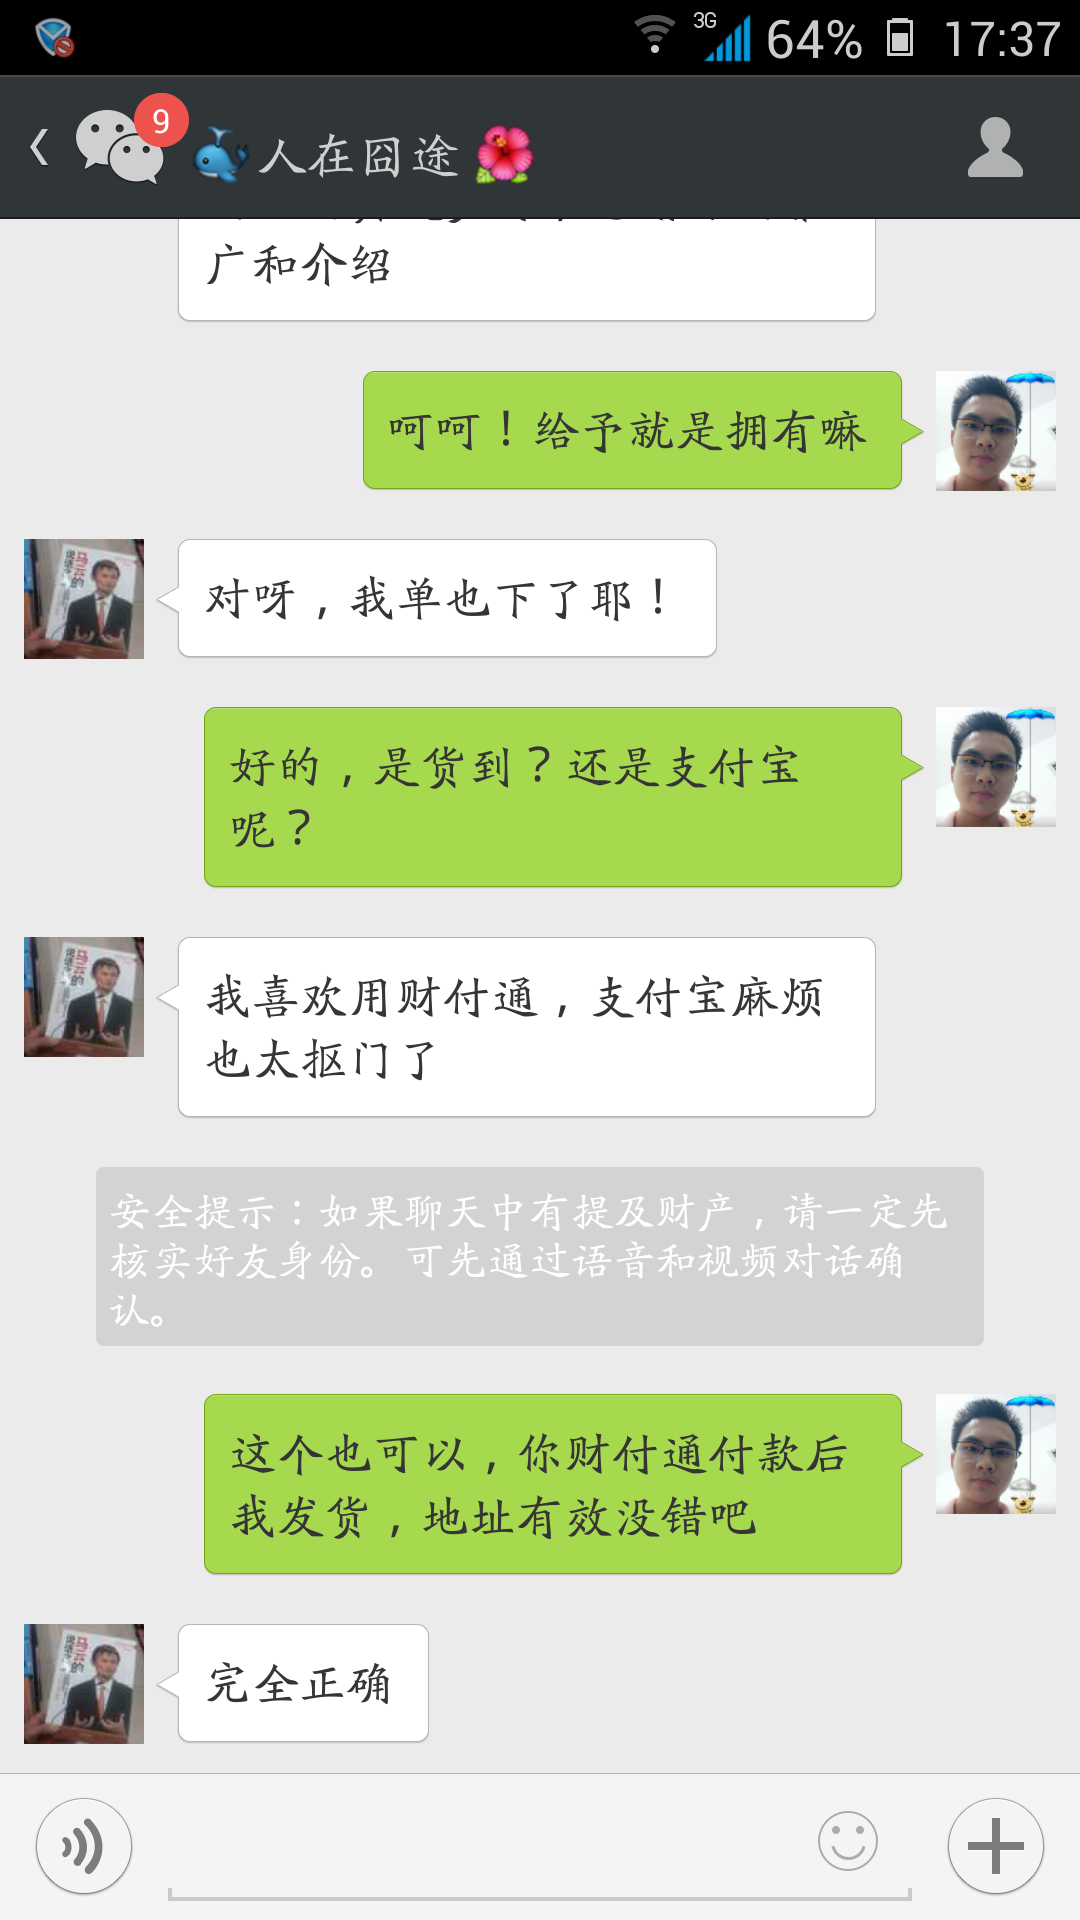 3G 64% 17:37
9 人在囧途
广和介绍
呵呵！给予就是拥有嘛
对呀，我单也下了耶！
好的，是货到？还是支付宝
呢？
我喜欢用财付通，支付宝麻烦
也太抠门了
安全提示：如果聊天中有提及财产，请一定先
核实好友身份。可先通过语音和视频对话确
认。
这个也可以，你财付通付款后
我发货，地址有效没错吧
完全正确